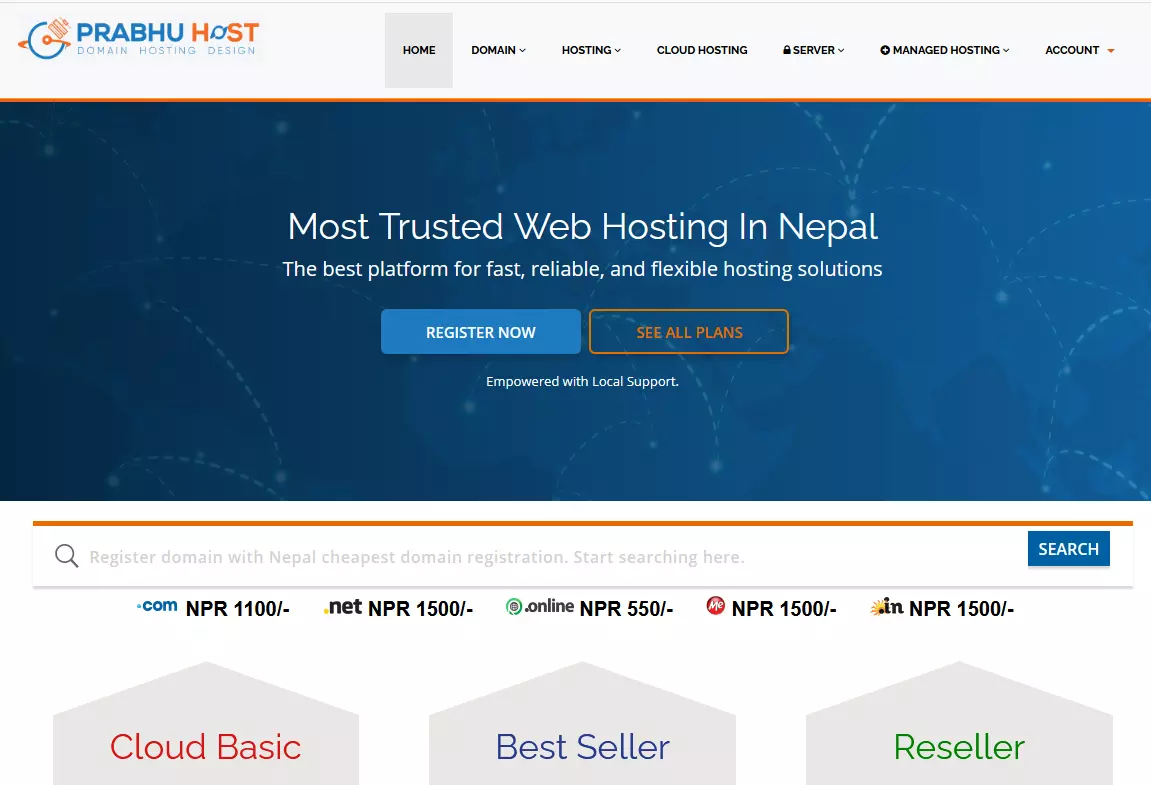 PRABHU HOST
DOMAIN HOSTING DESIGN
HOME DOMAIN HOSTING CLOUD HOSTING SERVER MANAGED HOSTING ACCOUNT
Most Trusted Web Hosting In Nepal
The best platform for fast, reliable, and flexible hosting solutions
REGISTER NOW SEE ALL PLANS
Empowered with Local Support.
Register domain with Nepal cheapest domain registration. Start searching here. SEARCH
.com NPR 1100/- .net NPR 1500/- .online NPR 550/- Me NPR 1500/- .in NPR 1500/-
Cloud Basic Best Seller Reseller